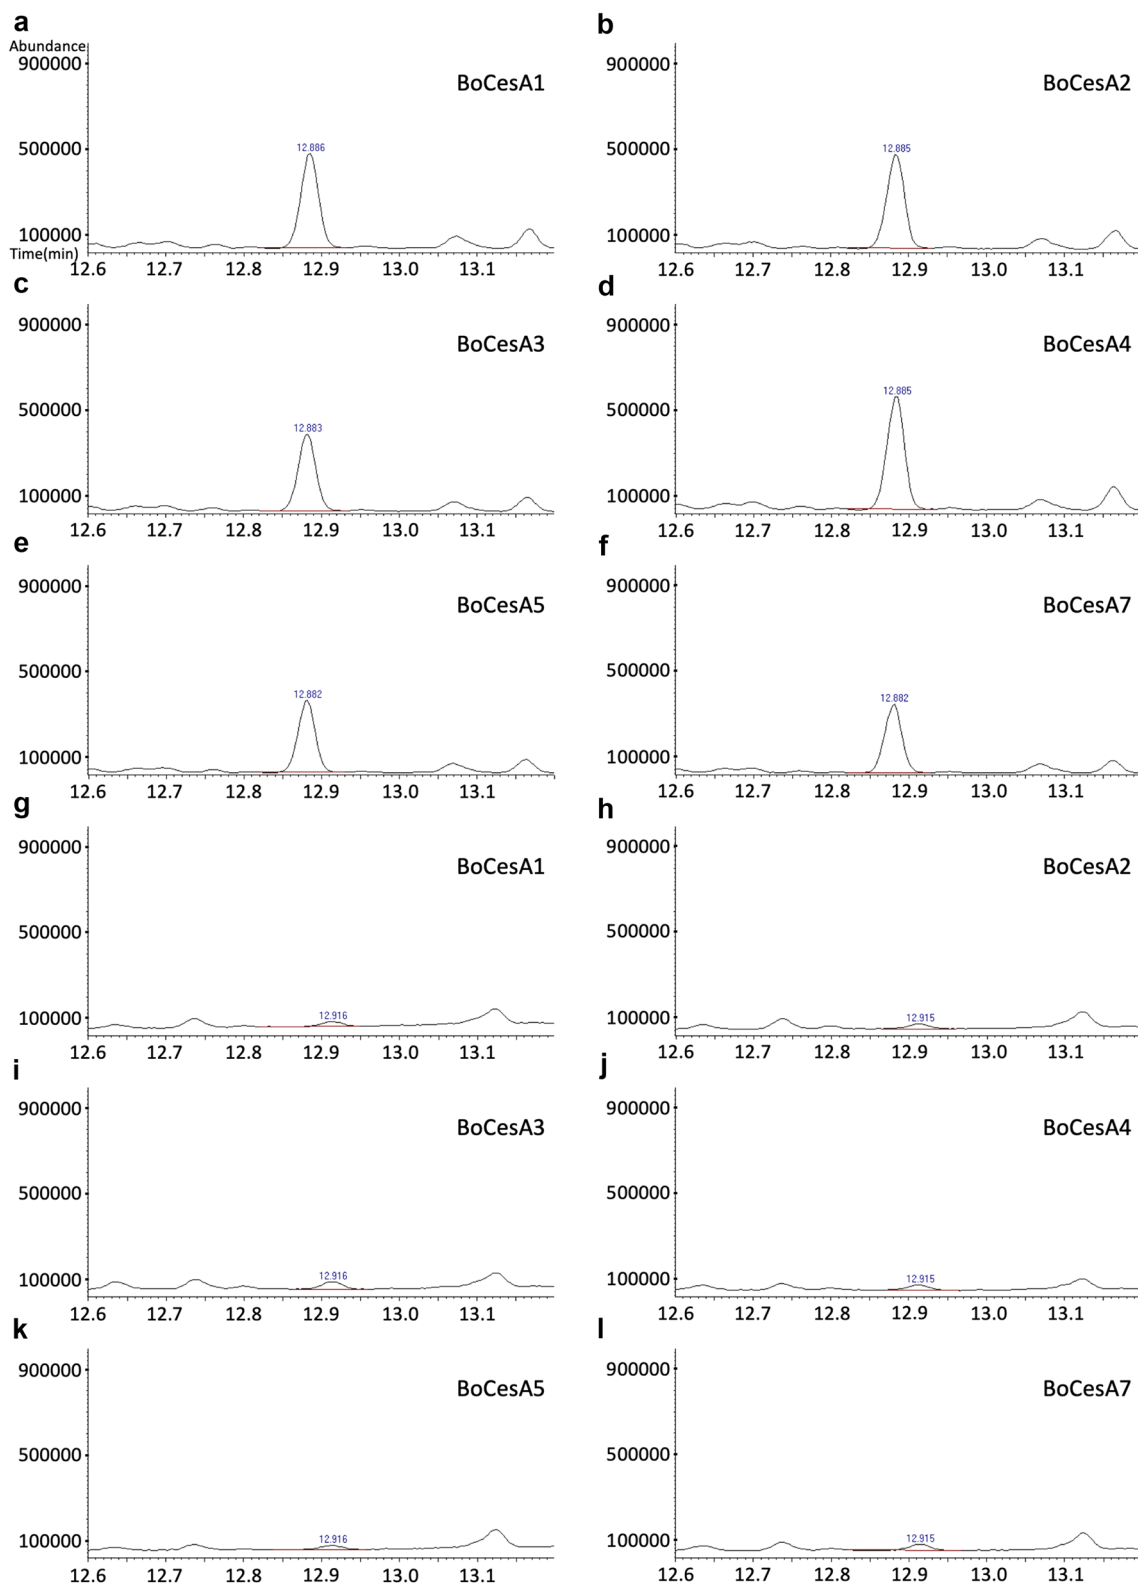 a
b
Abundance
900000
900000
BoCesA1
BoCesA2
500000
12.886
500000
12.885
100000
100000
Time(min)
12.6 12.7 12.8 12.9 13.0 13.1
12.6 12.7 12.8 12.9 13.0 13.1
c
d
900000
900000
BoCesA3
BoCesA4
500000
12.883
500000
12.885
100000
100000
12.6 12.7 12.8 12.9 13.0 13.1
12.6 12.7 12.8 12.9 13.0 13.1
e
f
900000
900000
BoCesA5
BoCesA7
500000
12.882
500000
12.882
100000
100000
12.6 12.7 12.8 12.9 13.0 13.1
12.6 12.7 12.8 12.9 13.0 13.1
g
h
900000
900000
BoCesA1
BoCesA2
500000
500000
100000
12.916
100000
12.915
12.6 12.7 12.8 12.9 13.0 13.1
12.6 12.7 12.8 12.9 13.0 13.1
i
j
900000
900000
BoCesA3
BoCesA4
500000
500000
100000
12.916
100000
12.915
12.6 12.7 12.8 12.9 13.0 13.1
12.6 12.7 12.8 12.9 13.0 13.1
k
l
900000
900000
BoCesA5
BoCesA7
500000
500000
100000
12.916
100000
12.915
12.6 12.7 12.8 12.9 13.0 13.1
12.6 12.7 12.8 12.9 13.0 13.1